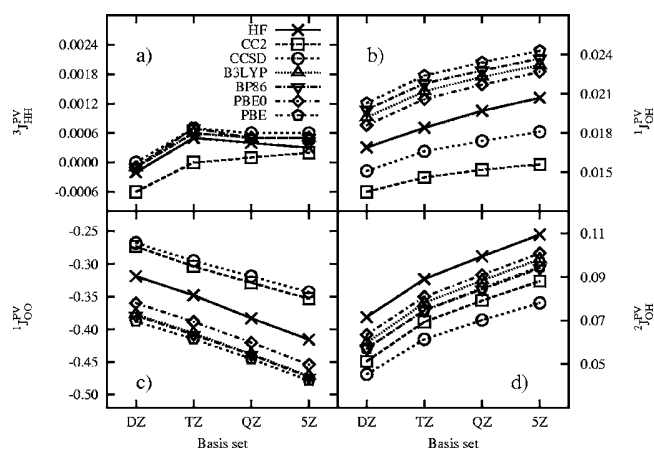 HF
CC2
CCSD
B3LYP
BP86
PBE0
PBE
a)
0.0024
0.0018
0.0012
0.0006
0.0000
-0.0006
³J^PV_HH
b)
0.024
0.021
0.018
0.015
¹J^PV_OH
c)
-0.25
-0.30
-0.35
-0.40
-0.45
-0.50
¹J^PV_OO
d)
0.11
0.09
0.07
0.05
²J^PV_OH
DZ TZ QZ 5Z
Basis set
DZ TZ QZ 5Z
Basis set